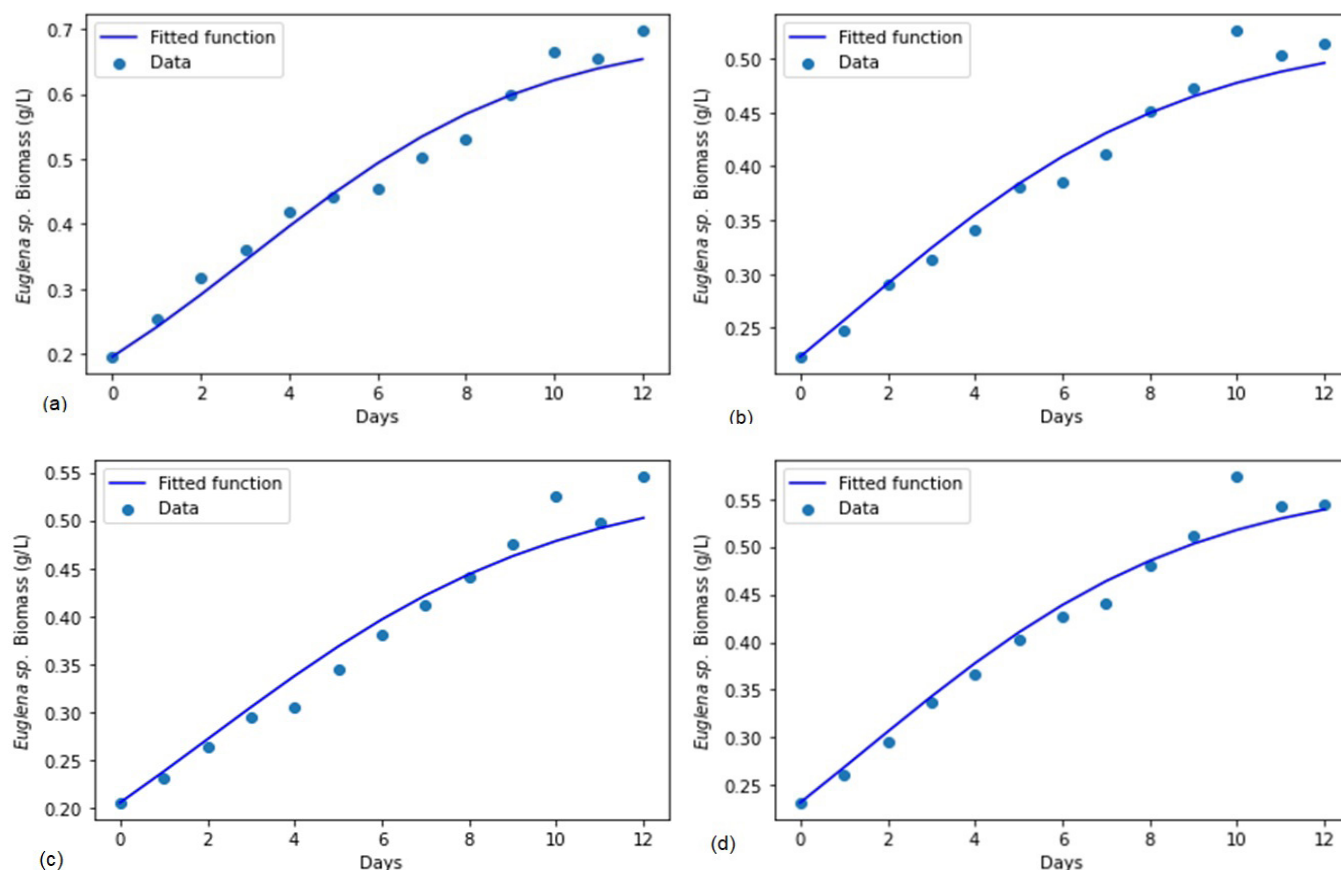 Fitted function
Data
0.7
0.6
0.5
0.4
0.3
0.2
Euglena sp. Biomass (g/L)
0 2 4 6 8 10 12
Days
(a)
Fitted function
Data
0.50
0.45
0.40
0.35
0.30
0.25
Euglena sp. Biomass (g/L)
0 2 4 6 8 10 12
Days
(b)
Fitted function
Data
0.55
0.50
0.45
0.40
0.35
0.30
0.25
0.20
Euglena sp. Biomass (g/L)
0 2 4 6 8 10 12
Days
(c)
Fitted function
Data
0.55
0.50
0.45
0.40
0.35
0.30
0.25
Euglena sp. Biomass (g/L)
0 2 4 6 8 10 12
Days
(d)